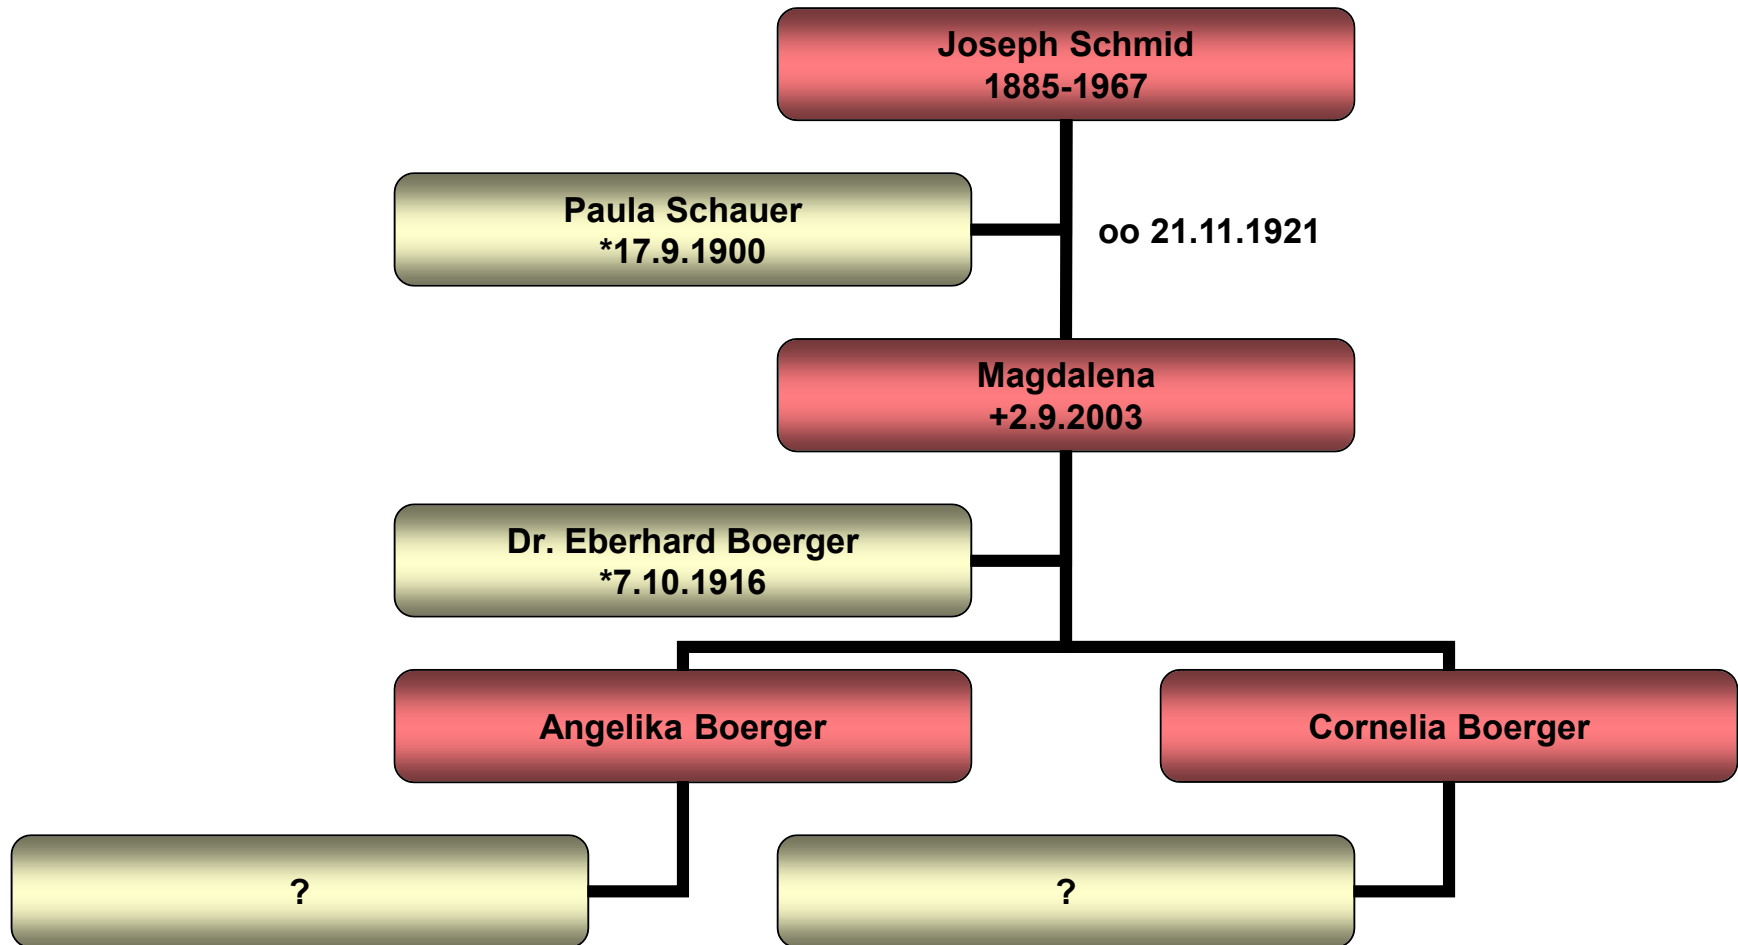 Joseph Schmid
1885-1967
Paula Schauer
*17.9.1900
oo 21.11.1921
Magdalena
+2.9.2003
Dr. Eberhard Boerger
*7.10.1916
Angelika Boerger
Cornelia Boerger
?
?